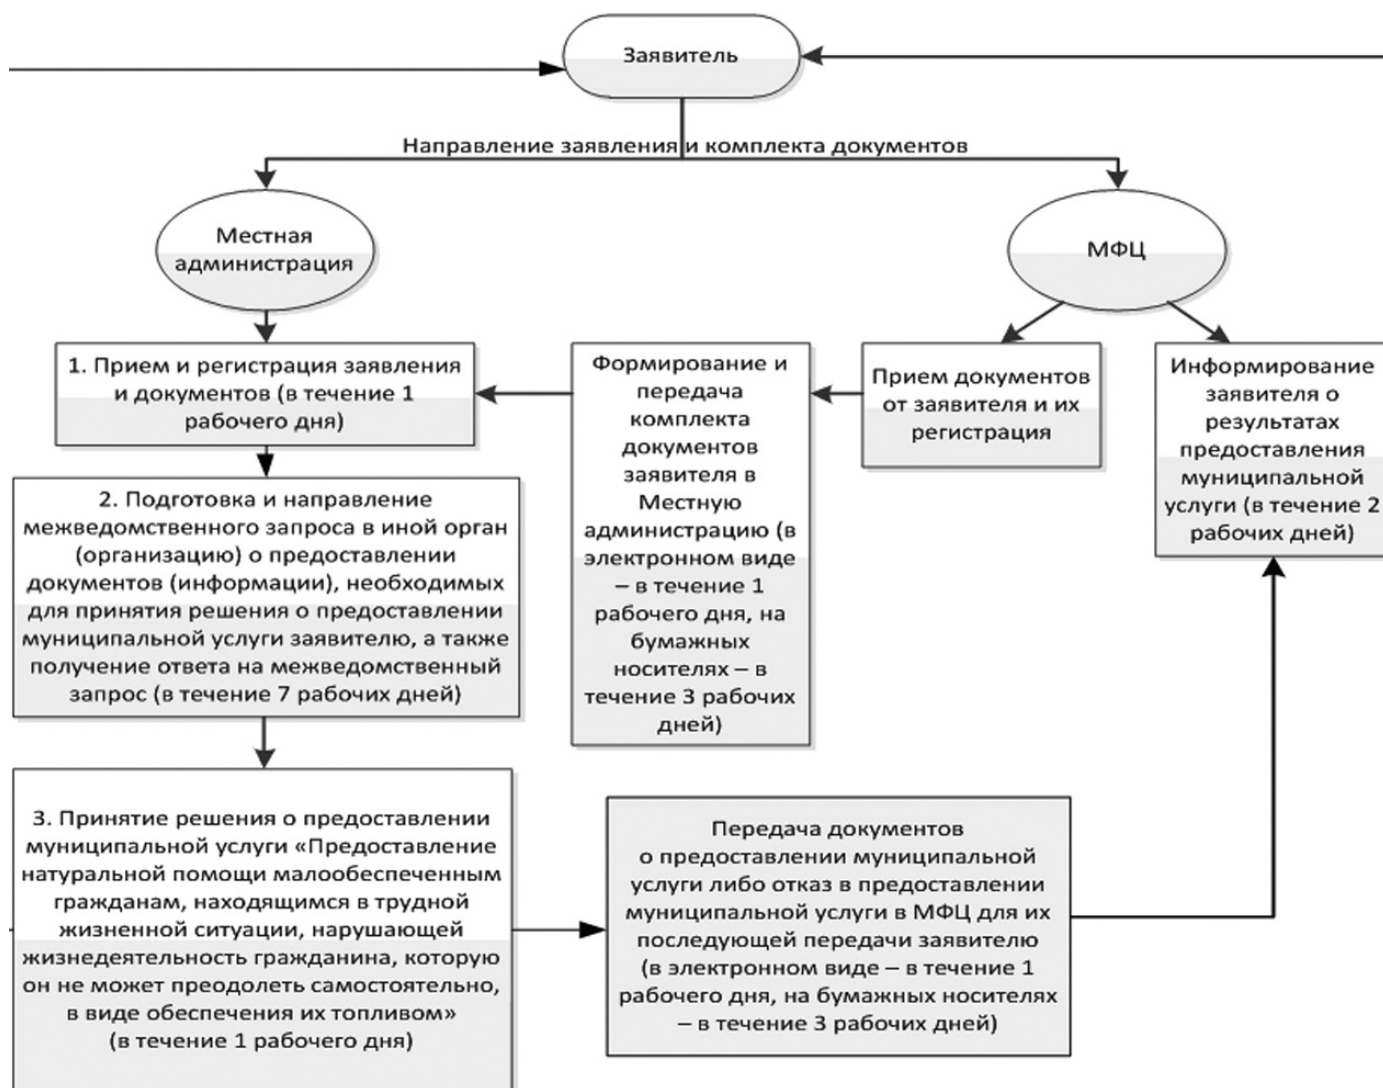 Заявитель
Направление заявления и комплекта документов
Местная
администрация
МФЦ
1. Прием и регистрация заявления
и документов (в течение 1
рабочего дня)
Формирование и
передача
комплекта
документов
заявителя в
Местную
администрацию (в
электронном виде
– в течение 1
рабочего дня, на
бумажных
носителях – в
течение 3 рабочих
дней)
Прием документов
от заявителя и их
регистрация
Информирование
заявителя о
результатах
предоставления
муниципальной
услуги (в течение 2
рабочих дней)
2. Подготовка и направление
межведомственного запроса в иной орган
(организацию) о предоставлении
документов (информации), необходимых
для принятия решения о предоставлении
муниципальной услуги заявителю, а также
получение ответа на межведомственный
запрос (в течение 7 рабочих дней)
3. Принятие решения о предоставлении
муниципальной услуги «Предоставление
натуральной помощи малообеспеченным
гражданам, находящимся в трудной
жизненной ситуации, нарушающей
жизнедеятельность гражданина, которую
он не может преодолеть самостоятельно,
в виде обеспечения их топливом»
(в течение 1 рабочего дня)
Передача документов
о предоставлении муниципальной
услуги либо отказ в предоставлении
муниципальной услуги в МФЦ для их
последующей передачи заявителю
(в электронном виде – в течение 1
рабочего дня, на бумажных носителях
– в течение 3 рабочих дней)